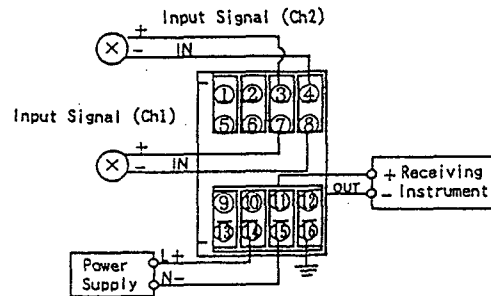 Input Signal (Ch2)
+
- IN
① ② ③ ④
⑤ ⑥ ⑦ ⑧
Input Signal (Ch1)
+
- IN
⑨ ⑩ ⑪ ⑫
⑬ ⑭ ⑮ ⑯
OUT
+ Receiving
- Instrument
Power
Supply
L+
N-